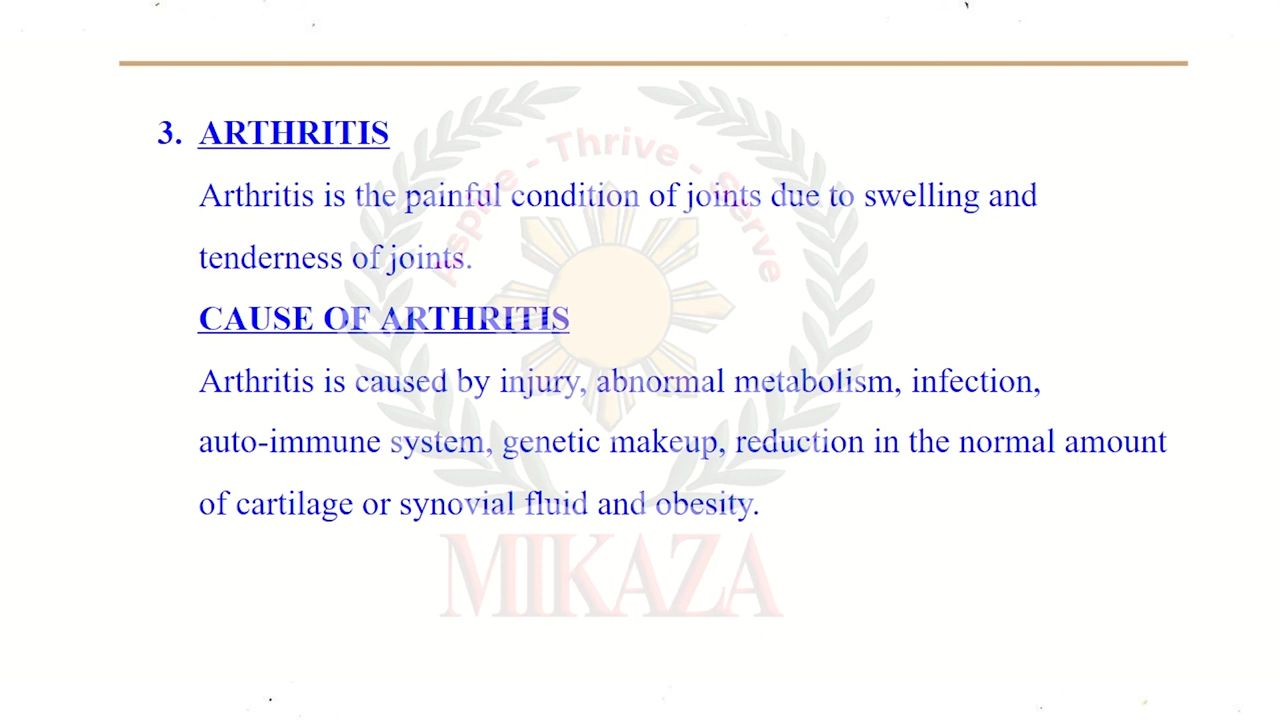 Aspire - Thrive - Serve
3. ARTHRITIS
Arthritis is the painful condition of joints due to swelling and
tenderness of joints.
CAUSE OF ARTHRITIS
Arthritis is caused by injury, abnormal metabolism, infection,
auto-immune system, genetic makeup, reduction in the normal amount
of cartilage or synovial fluid and obesity.
MIKAZA